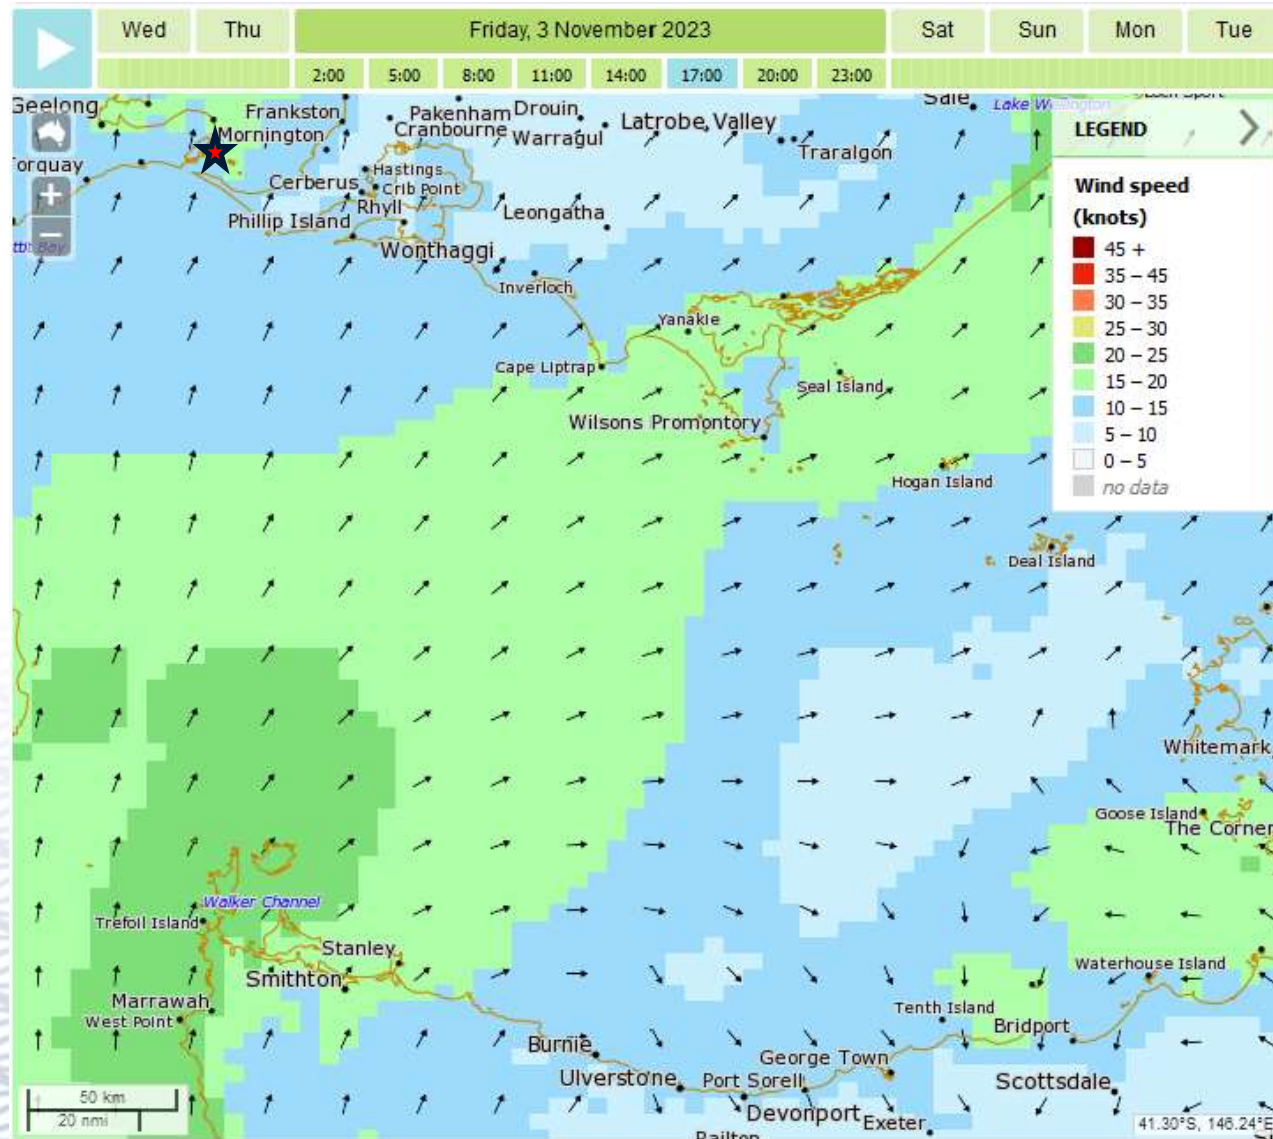 Wed
Thu
Friday, 3 November 2023
Sat
Sun
Mon
Tue
2:00
5:00
8:00
11:00
14:00
17:00
20:00
23:00
Geelong
Frankston
Pakenham
Drouin
Sale
LEGEND
Mornington
Cranbourne
Warragul
Latrobe Valley
Traralgon
Torquay
Hastings
Cerberus
Crib Point
Wind speed
(knots)
45 +
35 – 45
30 – 35
25 – 30
20 – 25
15 – 20
10 – 15
5 – 10
0 – 5
no data
Rhyll
Phillip Island
Leongatha
Wonthaggi
Inverloch
Yanakie
Cape Liptrap
Seal Island
Wilsons Promontory
Hogan Island
Deal Island
Whitemark
Goose Island
The Corner
Walker Channel
Trefoil Island
Stanley
Smithton
Waterhouse Island
Marrawah
West Point
Tenth Island
Bridport
Burnie
George Town
Ulverstone
Port Sorell
Scottsdale
Devonport
Exeter
50 km
20 nmi
41.30°S, 146.24°E